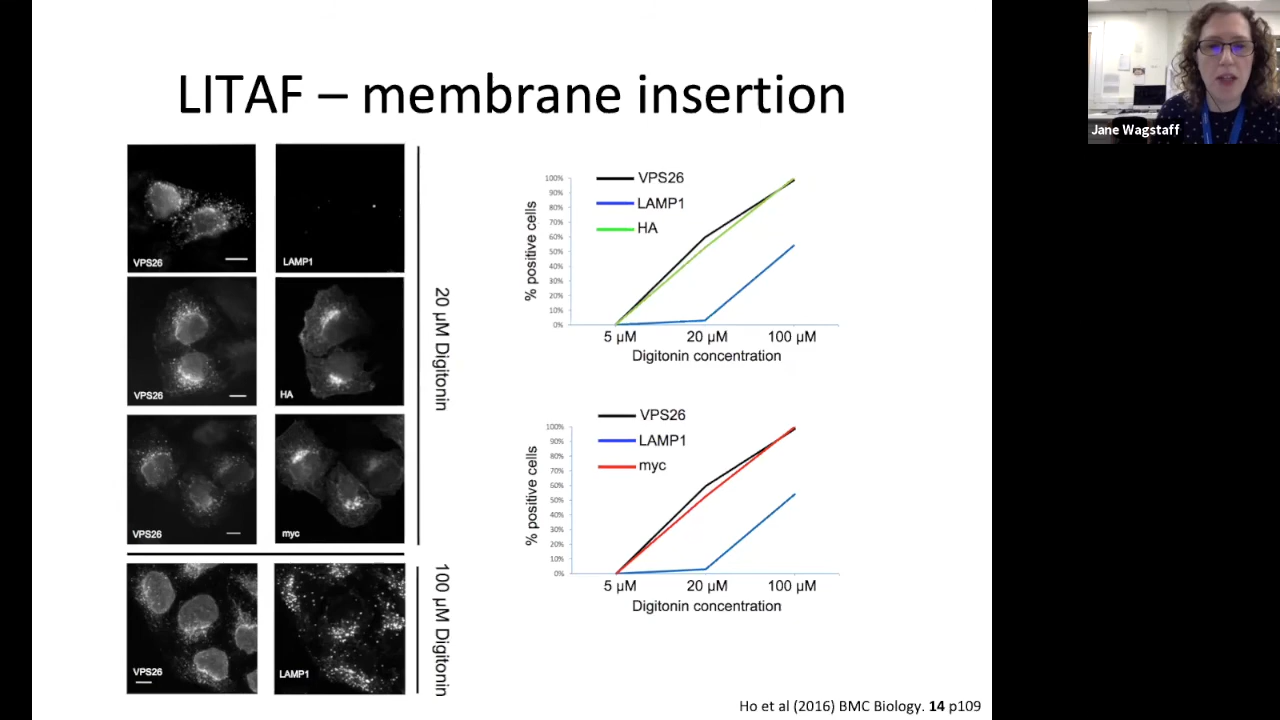 LITAF – membrane insertion
Jane Wagstaff
VPS26
LAMP1
VPS26
HA
VPS26
myc
20 µM Digitonin
VPS26
LAMP1
100 µM Digitonin
VPS26
LAMP1
HA
% positive cells
100%
90%
80%
70%
60%
50%
40%
30%
20%
10%
0%
5 µM 20 µM 100 µM
Digitonin concentration
VPS26
LAMP1
myc
% positive cells
100%
90%
80%
70%
60%
50%
40%
30%
20%
10%
0%
5 µM 20 µM 100 µM
Digitonin concentration
Ho et al (2016) BMC Biology. 14 p109